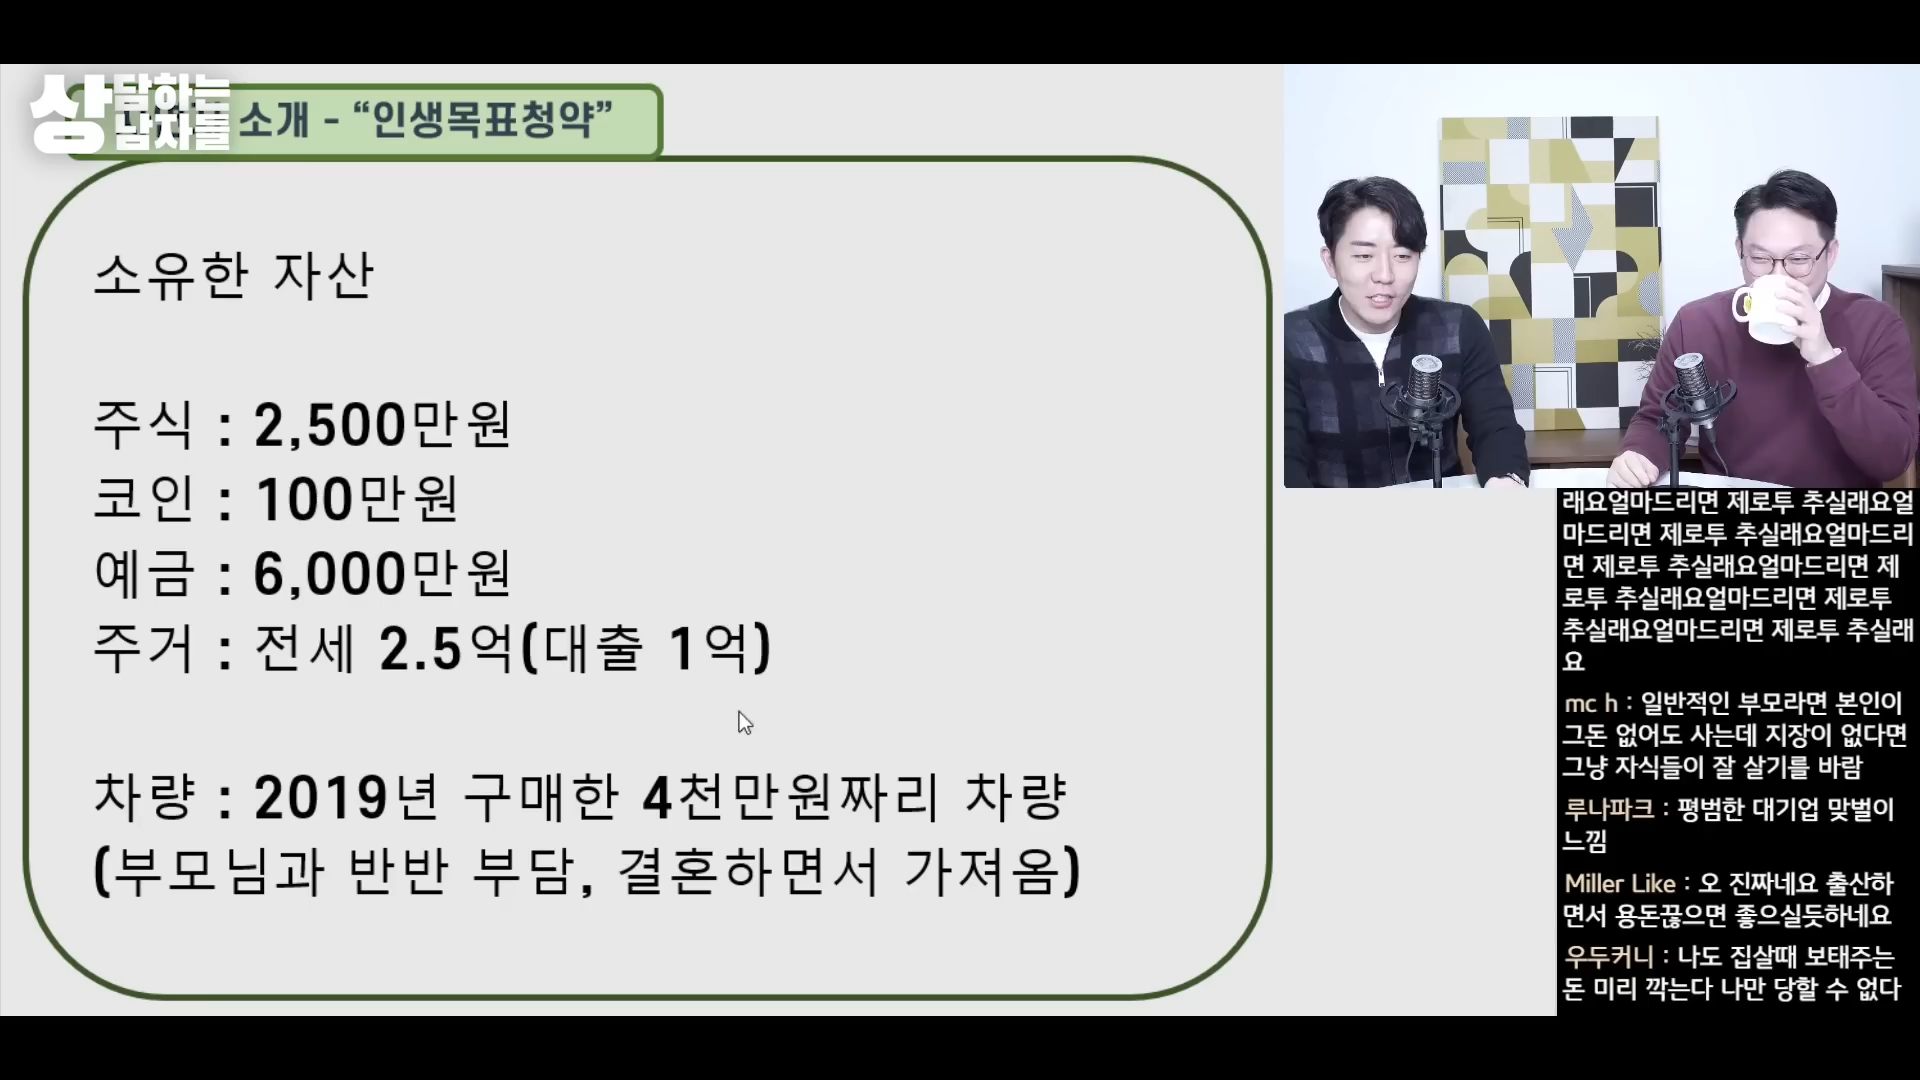 상담하는
남자들
소개 - “인생목표청약”
소유한 자산
주식 : 2,500만원
코인 : 100만원
예금 : 6,000만원
주거 : 전세 2.5억(대출 1억)
차량 : 2019년 구매한 4천만원짜리 차량
(부모님과 반반 부담, 결혼하면서 가져옴)
래요얼마드리면 제로투 추실래요얼
마드리면 제로투 추실래요얼마드리
면 제로투 추실래요얼마드리면 제
로투 추실래요얼마드리면 제로투
추실래요얼마드리면 제로투 추실래
요
mc h : 일반적인 부모라면 본인이
그돈 없어도 사는데 지장이 없다면
그냥 자식들이 잘 살기를 바람
루나파크 : 평범한 대기업 맞벌이
느낌
Miller Like : 오 진짜네요 출산하
면서 용돈끊으면 좋으실듯하네요
우두커니 : 나도 집살때 보태주는
돈 미리 깍는다 나만 당할 수 없다